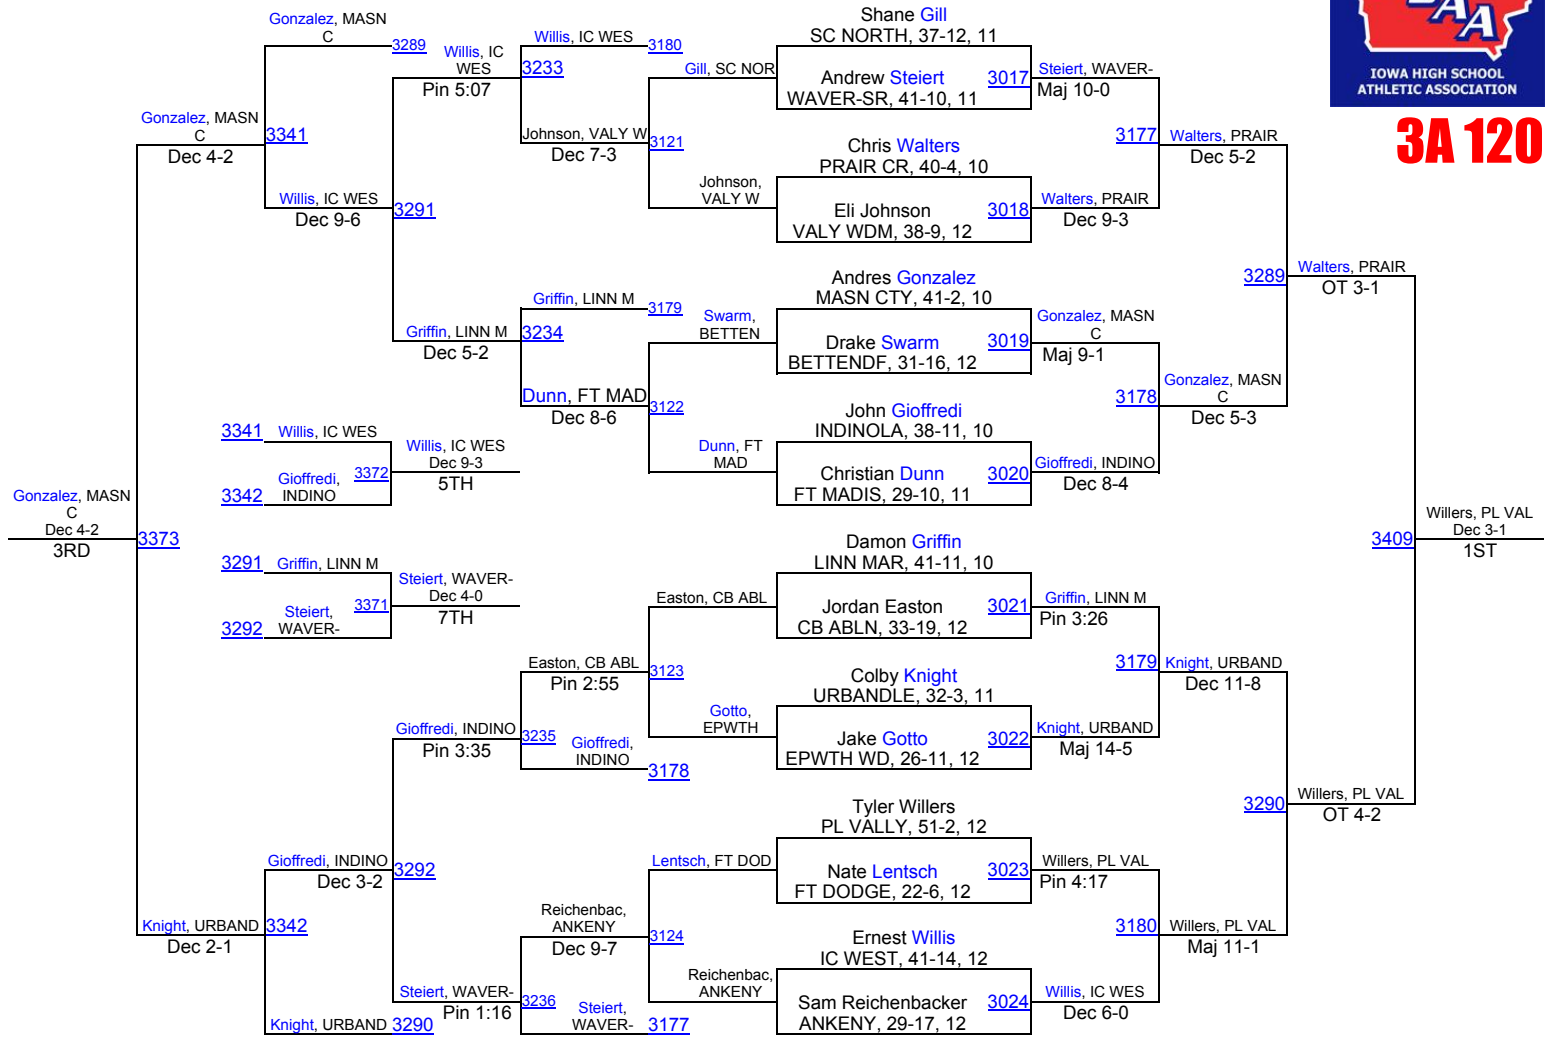 Shane Gill
SC NORTH, 37-12, 11
Andrew Steiert
WAVER-SR, 41-10, 11
3017
Chris Walters
PRAIR CR, 40-4, 10
Eli Johnson
VALY WDM, 38-9, 12
3018
Andres Gonzalez
MASN CTY, 41-2, 10
Drake Swarm
BETTENDF, 31-16, 12
3019
John Gioffredi
INDINOLA, 38-11, 10
Christian Dunn
FT MADIS, 29-10, 11
3020
Damon Griffin
LINN MAR, 41-11, 10
Jordan Easton
CB ABLN, 33-19, 12
3021
Colby Knight
URBANDLE, 32-3, 11
Jake Gotto
EPWTH WD, 26-11, 12
3022
Tyler Willers
PL VALLY, 51-2, 12
Nate Lentsch
FT DODGE, 22-6, 12
3023
Ernest Willis
IC WEST, 41-14, 12
Sam Reichenbacker
ANKENY, 29-17, 12
3024
Steiert, WAVER-
Maj 10-0
3177
Walters, PRAIR
Dec 9-3
Gonzalez, MASN
C
Maj 9-1
3178
Gioffredi, INDINO
Dec 8-4
Griffin, LINN M
Pin 3:26
3179
Knight, URBAND
Maj 14-5
Willers, PL VAL
Pin 4:17
3180
Willis, IC WES
Dec 6-0
Walters, PRAIR
Dec 5-2
3289
Gonzalez, MASN
C
Dec 5-3
Knight, URBAND
Dec 11-8
3290
Willers, PL VAL
Maj 11-1
Walters, PRAIR
OT 3-1
3409
Willers, PL VAL
OT 4-2
Willers, PL VAL
Dec 3-1
1ST
IAA
IOWA HIGH SCHOOL
ATHLETIC ASSOCIATION
3A 120
Gill, SC NOR
3121
Johnson,
VALY W
Swarm,
BETTEN
3122
Dunn, FT
MAD
Easton, CB ABL
3123
Gotto,
EPWTH
Lentsch, FT DOD
3124
Reichenbac,
ANKENY
Willis, IC WES
3180
3233
Johnson, VALY W
Dec 7-3
Griffin, LINN M
3179
3234
Dunn, FT MAD
Dec 8-6
Easton, CB ABL
Pin 2:55
3235
Gioffredi,
INDINO
3178
Reichenbac,
ANKENY
Dec 9-7
3236
Steiert,
WAVER-
3177
Willis, IC
WES
Pin 5:07
3291
Griffin, LINN M
Dec 5-2
Gioffredi, INDINO
Pin 3:35
3292
Steiert, WAVER-
Pin 1:16
Gonzalez, MASN
C
3289
3341
Willis, IC WES
Dec 9-6
Gioffredi, INDINO
Dec 3-2
3342
Knight, URBAND
3290
Gonzalez, MASN
C
Dec 4-2
3373
Knight, URBAND
Dec 2-1
Gonzalez, MASN
C
Dec 4-2
3RD
3341
Willis, IC WES
3342
Gioffredi,
INDINO
3372
Willis, IC WES
Dec 9-3
5TH
3291
Griffin, LINN M
3292
Steiert,
WAVER-
3371
Steiert, WAVER-
Dec 4-0
7TH